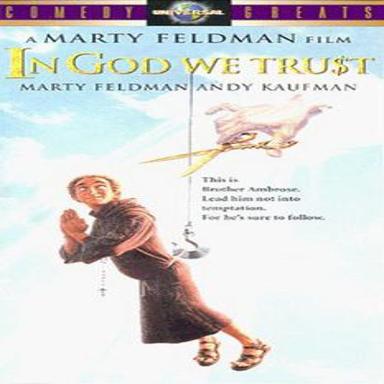 COMEDY UNIVERSAL GREATS
A MARTY FELDMAN FILM
IN GOD WE TRU$T
MARTY FELDMAN ANDY KAUFMAN
This is
Brother Ambrose.
Lead him not into
temptation.
For he's sure to follow.